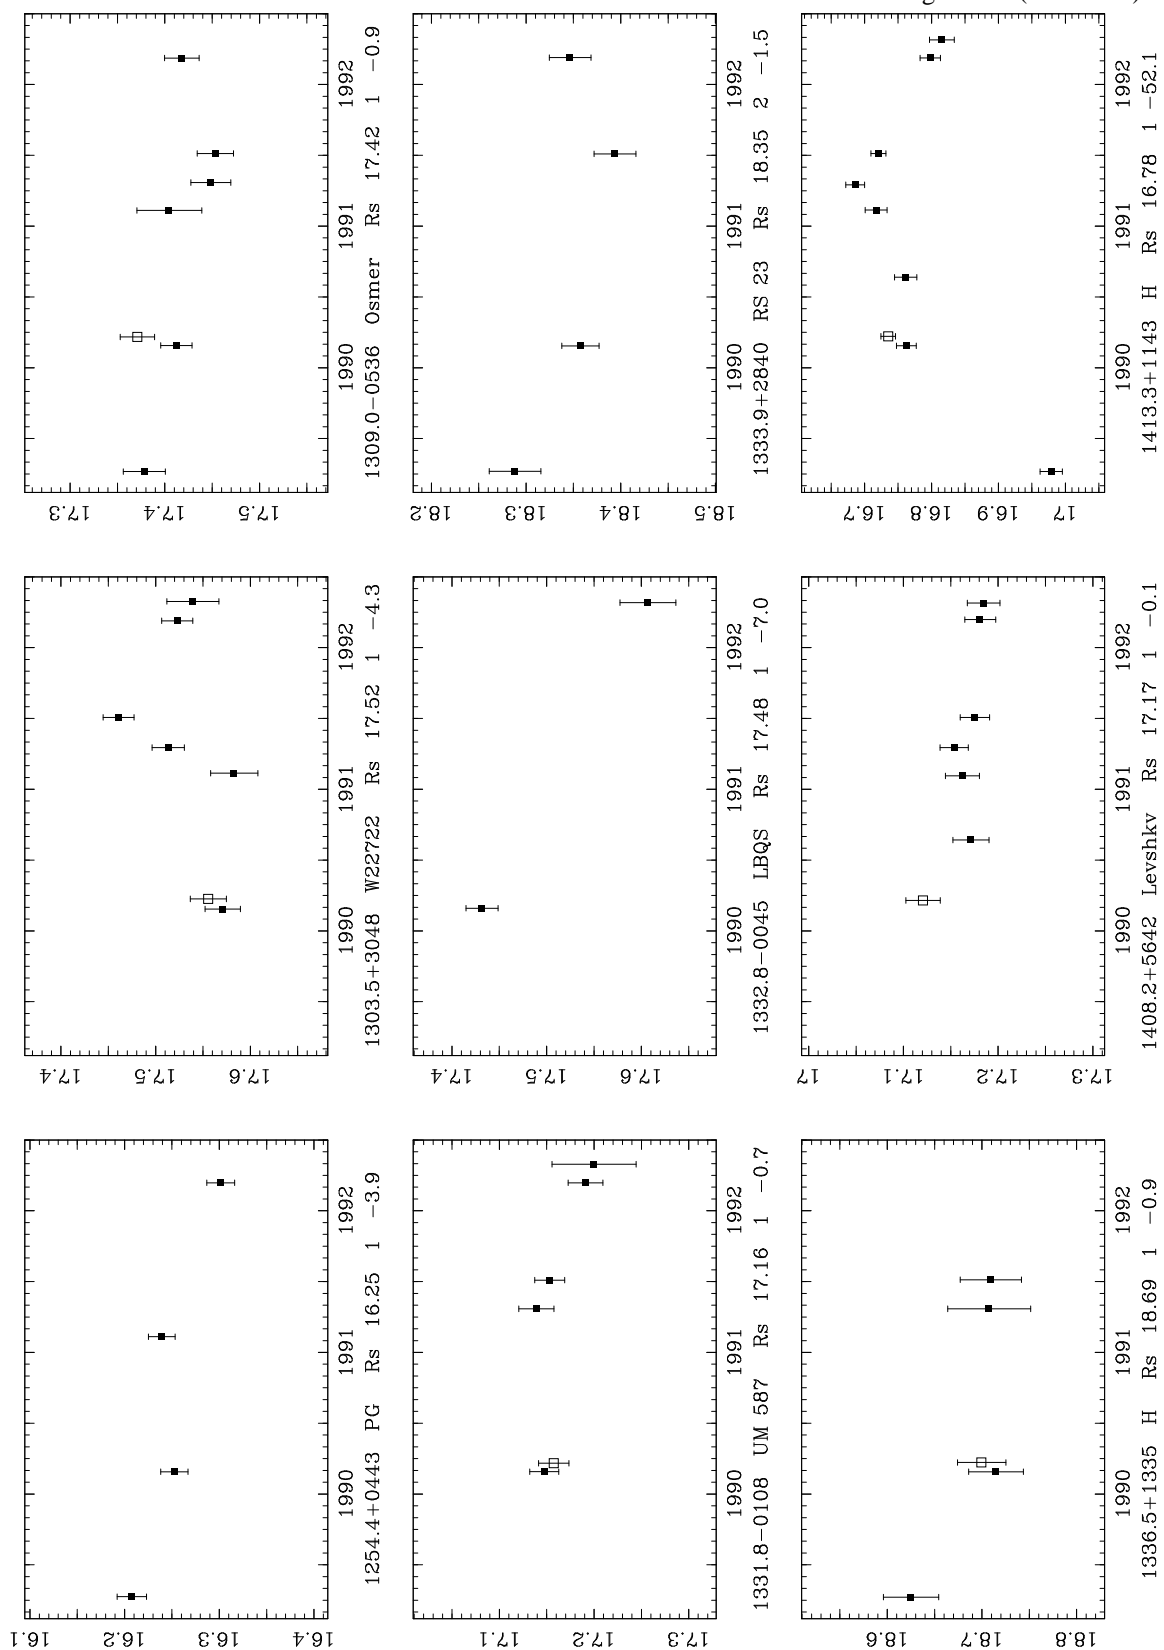 16.1
16.2
16.3
16.4
1990 1991 1992
1254.4+0443 PG Rs 16.25 1 −3.9
17.4
17.5
17.6
1990 1991 1992
1303.5+3048 W22722 Rs 17.52 1 −4.3
17.3
17.4
17.5
1990 1991 1992
1309.0−0536 Osmer Rs 17.42 1 −0.9
17.1
17.2
17.3
1990 1991 1992
1331.8−0108 UM 587 Rs 17.16 1 −0.7
17.4
17.5
17.6
1990 1991 1992
1332.8−0045 LBQS Rs 17.48 1 −7.0
18.2
18.3
18.4
18.5
1990 1991 1992
1333.9+2840 RS 23 Rs 18.35 2 −1.5
18.6
18.7
18.8
1990 1991 1992
1336.5+1335 H Rs 18.69 1 −0.9
17
17.1
17.2
17.3
1990 1991 1992
1408.2+5642 Levshkv Rs 17.17 1 −0.1
16.7
16.8
16.9
17
1990 1991 1992
1413.3+1143 H Rs 16.78 1 −52.1